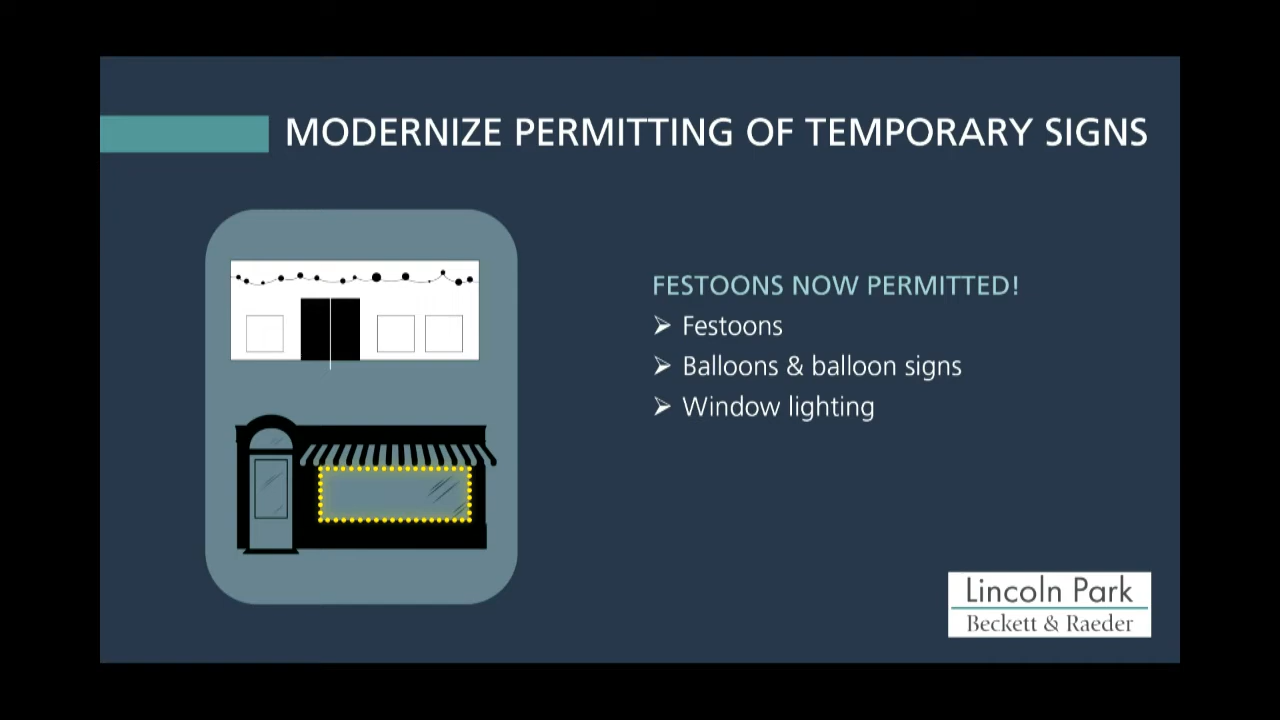 MODERNIZE PERMITTING OF TEMPORARY SIGNS
FESTOONS NOW PERMITTED!
Festoons
Balloons & balloon signs
Window lighting
Lincoln Park
Beckett & Raeder